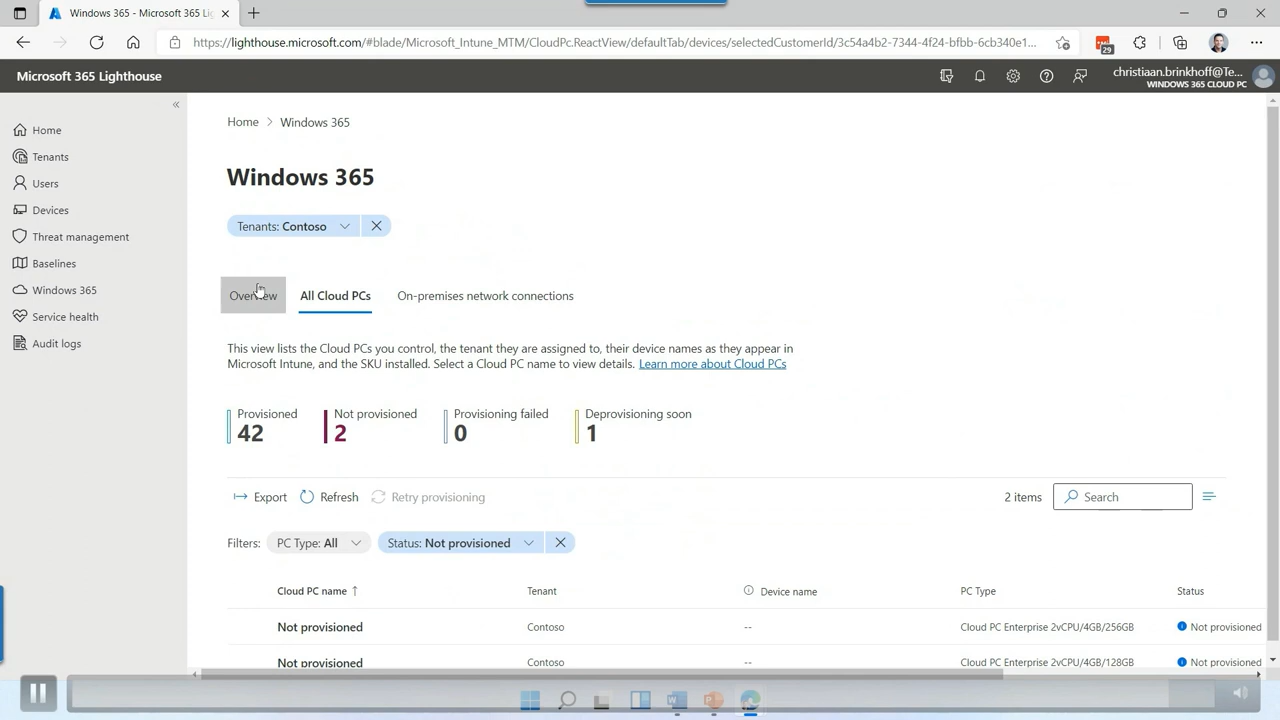 Windows 365 - Microsoft 365 Lig
https://lighthouse.microsoft.com/#blade/Microsoft_Intune_MTM/CloudPc.ReactView/defaultTab/devices/selectedCustomerId/3c54a4b2-7344-4f24-bfbb-6cb340e1...
29
Microsoft 365 Lighthouse
christiaan.brinkhoff@Te...
WINDOWS 365 CLOUD PC
Home
Tenants
Users
Devices
Threat management
Baselines
Windows 365
Service health
Audit logs
Home > Windows 365
Windows 365
Tenants: Contoso
Overview All Cloud PCs On-premises network connections
This view lists the Cloud PCs you control, the tenant they are assigned to, their device names as they appear in
Microsoft Intune, and the SKU installed. Select a Cloud PC name to view details. Learn more about Cloud PCs
Provisioned Not provisioned Provisioning failed Deprovisioning soon
42 2 0 1
Export Refresh Retry provisioning 2 items Search
Filters: PC Type: All Status: Not provisioned
Cloud PC name ↑ Tenant Device name PC Type Status
Not provisioned Contoso -- Cloud PC Enterprise 2vCPU/4GB/256GB Not provisioned
Not provisioned Contoso -- Cloud PC Enterprise 2vCPU/4GB/128GB Not provisioned